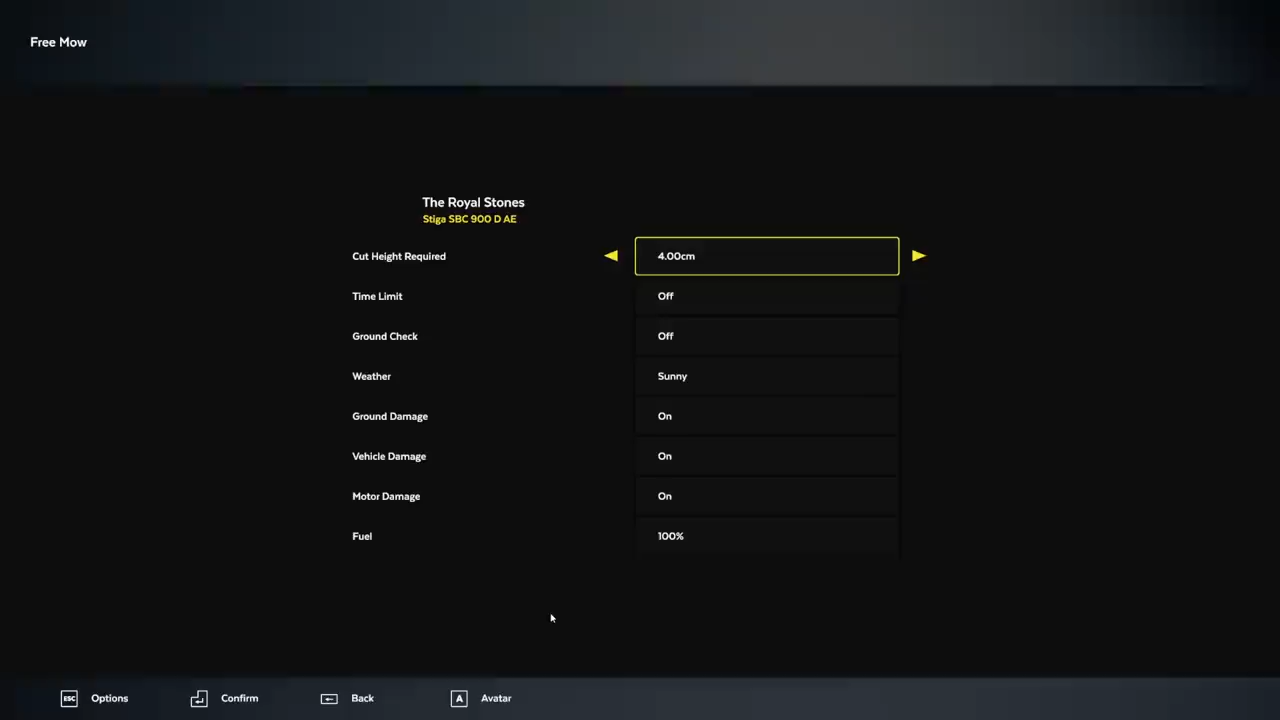 Free Mow
The Royal Stones
Stiga SBC 900 D AE
Cut Height Required 4.00cm
Time Limit Off
Ground Check Off
Weather Sunny
Ground Damage On
Vehicle Damage On
Motor Damage On
Fuel 100%
ESC Options Confirm Back A Avatar